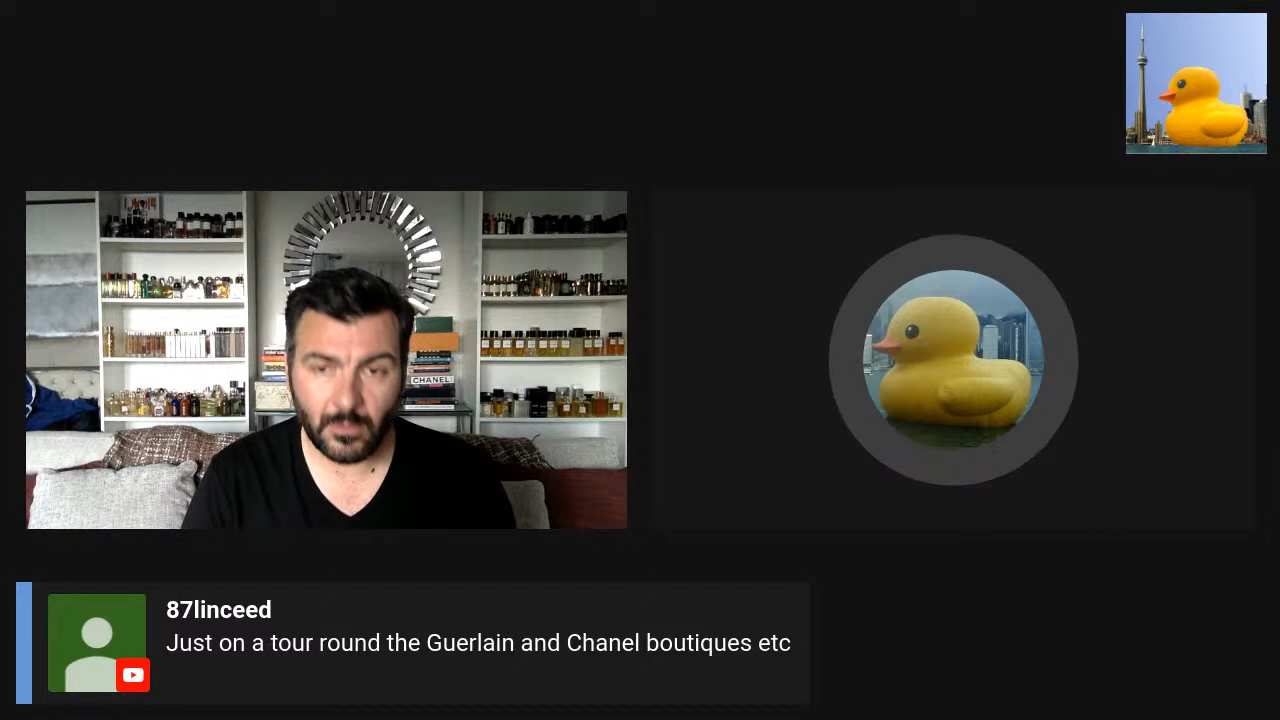 CHANEL
87linceed
Just on a tour round the Guerlain and Chanel boutiques etc